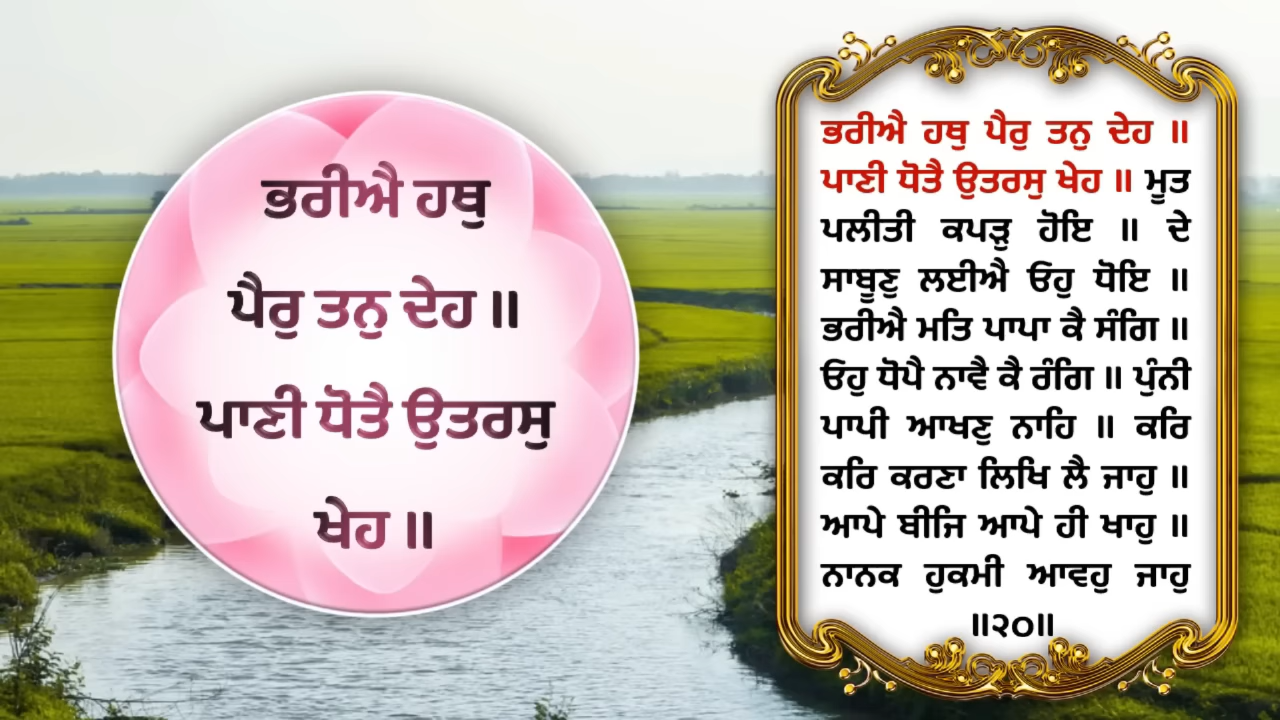 ਭਰੀਐ ਹਥੁ
ਪੈਰੁ ਤਨੁ ਦੇਹ ॥
ਪਾਣੀ ਧੋਤੈ ਉਤਰਸੁ
ਖੇਹ ॥
ਭਰੀਐ ਹਥੁ ਪੈਰੁ ਤਨੁ ਦੇਹ ॥
ਪਾਣੀ ਧੋਤੈ ਉਤਰਸੁ ਖੇਹ ॥ ਮੂਤ
ਪਲੀਤੀ ਕਪੜੁ ਹੋਇ ॥ ਦੇ
ਸਾਬੂਣੁ ਲਈਐ ਓਹੁ ਧੋਇ ॥
ਭਰੀਐ ਮਤਿ ਪਾਪਾ ਕੈ ਸੰਗਿ ॥
ਓਹੁ ਧੋਪੈ ਨਾਵੈ ਕੈ ਰੰਗਿ ॥ ਪੁੰਨੀ
ਪਾਪੀ ਆਖਣੁ ਨਾਹਿ ॥ ਕਰਿ
ਕਰਿ ਕਰਣਾ ਲਿਖਿ ਲੈ ਜਾਹੁ ॥
ਆਪੇ ਬੀਜਿ ਆਪੇ ਹੀ ਖਾਹੁ ॥
ਨਾਨਕ ਹੁਕਮੀ ਆਵਹੁ ਜਾਹੁ
॥੨੦॥